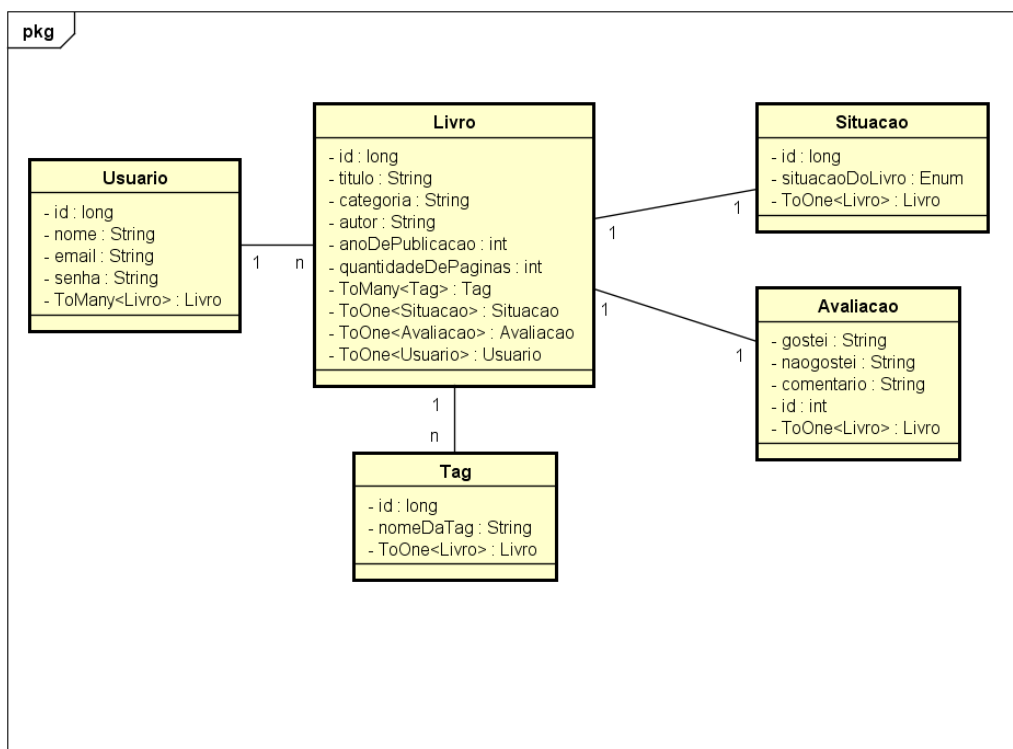 pkg
Livro
- id : long
- titulo : String
- categoria : String
- autor : String
- anoDePublicacao : int
- quantidadeDePaginas : int
- ToMany<Tag> : Tag
- ToOne<Situacao> : Situacao
- ToOne<Avaliacao> : Avaliacao
- ToOne<Usuario> : Usuario
Situacao
- id : long
- situacaoDoLivro : Enum
- ToOne<Livro> : Livro
Usuario
- id : long
- nome : String
- email : String
- senha : String
- ToMany<Livro> : Livro
1
n
1
1
1
1
Avaliacao
- gostei : String
- naogostei : String
- comentario : String
- id : int
- ToOne<Livro> : Livro
1
n
Tag
- id : long
- nomeDaTag : String
- ToOne<Livro> : Livro